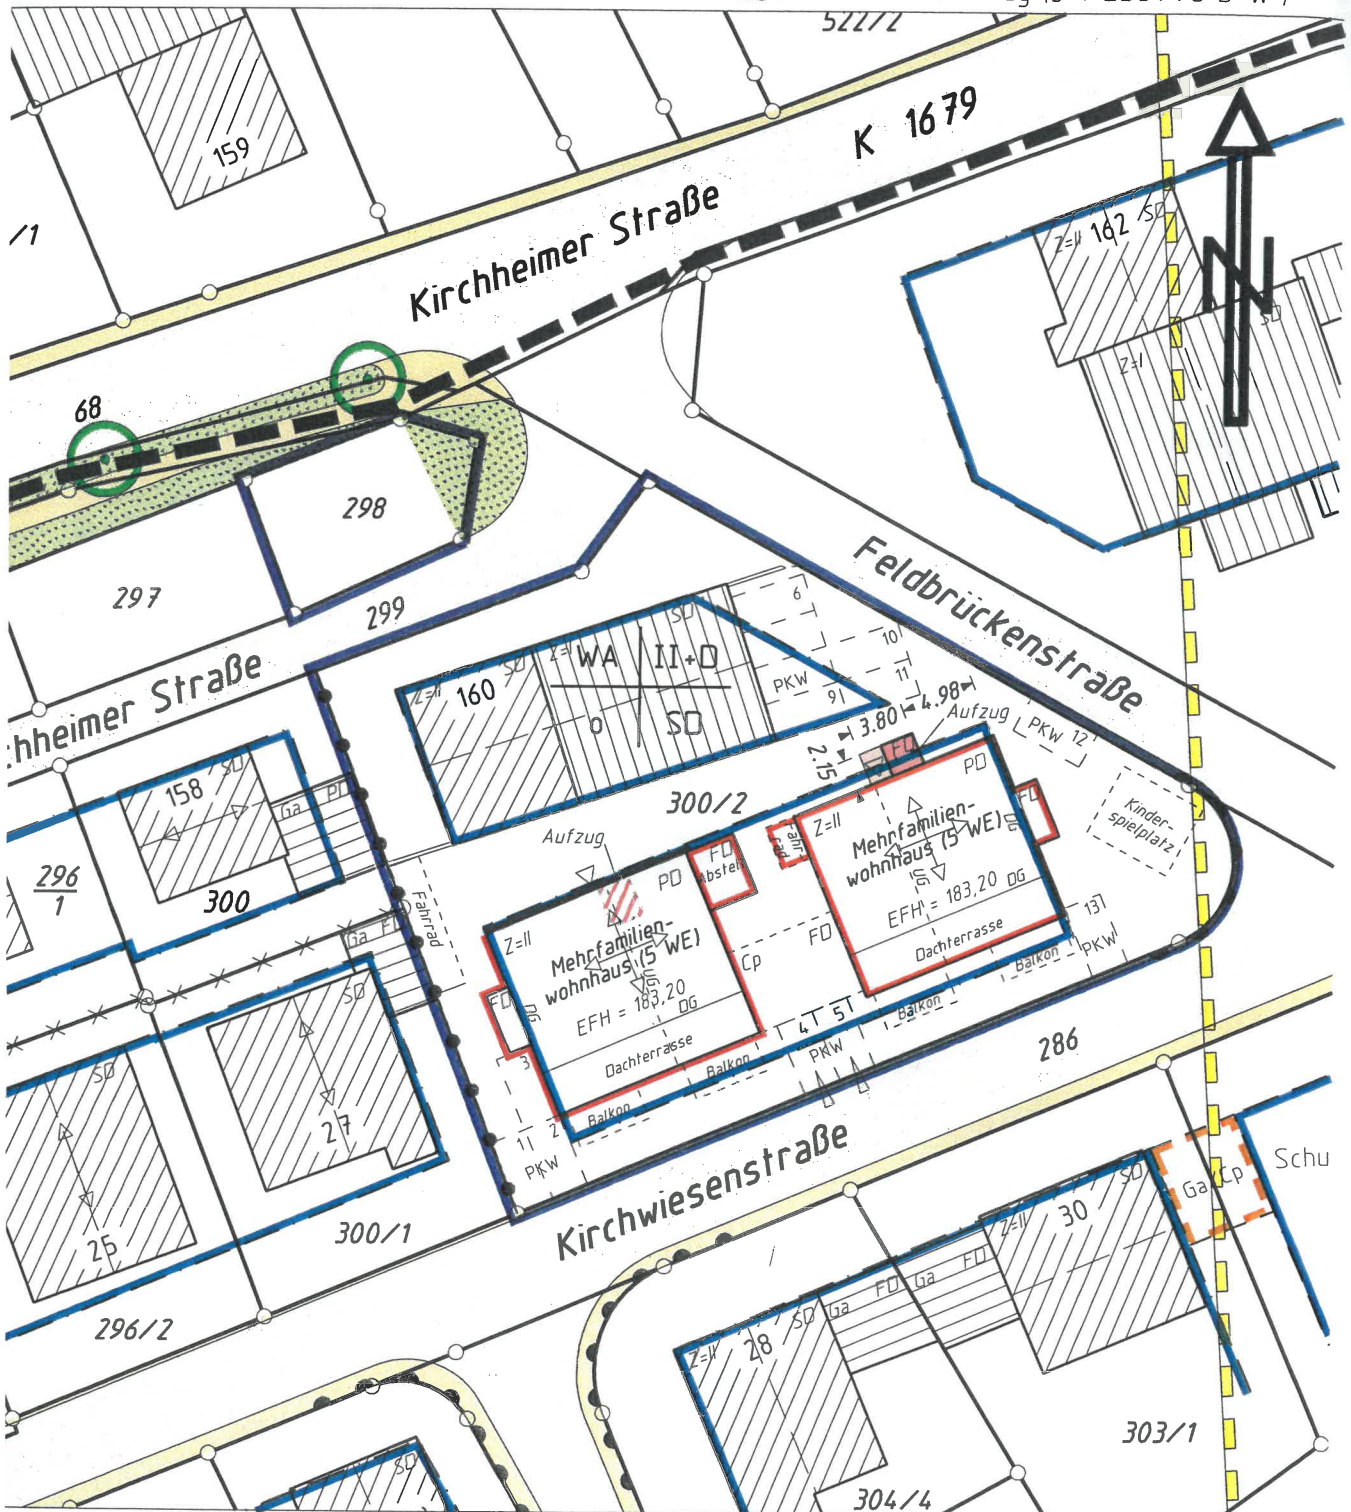 522/2
K 1679
159
/1
Kirchheimer Straße
Z=II 162 SD
N
SD
Z=I
68
298
297
299
Feldbrückenstraße
chheimer Straße
SD
6
Z=II 160 SD Z=I
WA II+D
o SD
10
11
PKW
9
4.98
3.80
2.15
Aufzug
FD
PKW 12
SD
158
Ga PD
300/2
PD
Kinder-
spielplatz
Aufzug
Z=II
Mehrfamilien-
wohnhaus (5 WE)
FD
DG
UG
EFH = 183,20 DG
Dachterrasse
FD
Abstell
Fahr
rad
PD
296
1
300
Fahrrad
Ga FD
Z=II
Mehrfamilien-
wohnhaus (5 WE)
UG
EFH = 183,20
DG
Dachterrasse
FD
DG
Cp
FD
13
PKW
Balkon
Balkon
4 5
PKW
Balkon
Balkon
3
1 2
PKW
286
SD
27
SD
25
300/1
296/2
Kirchwiesenstraße
SD
Ga/Cp
Schu
Z=II 30
FD
Ga
FD
Ga
SD
Z=II 28
303/1
304/4
SD